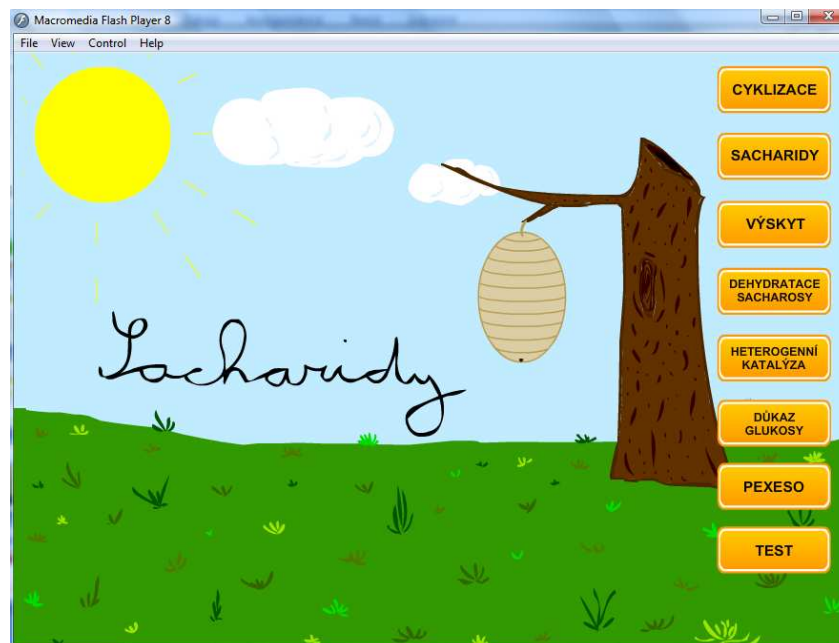 Macromedia Flash Player 8
File View Control Help
CYKLIZACE
SACHARIDY
VÝSKYT
DEHYDRATACE
SACHAROSY
HETEROGENNÍ
KATALÝZA
DŮKAZ
GLUKOSY
PEXESO
TEST
Sacharidy